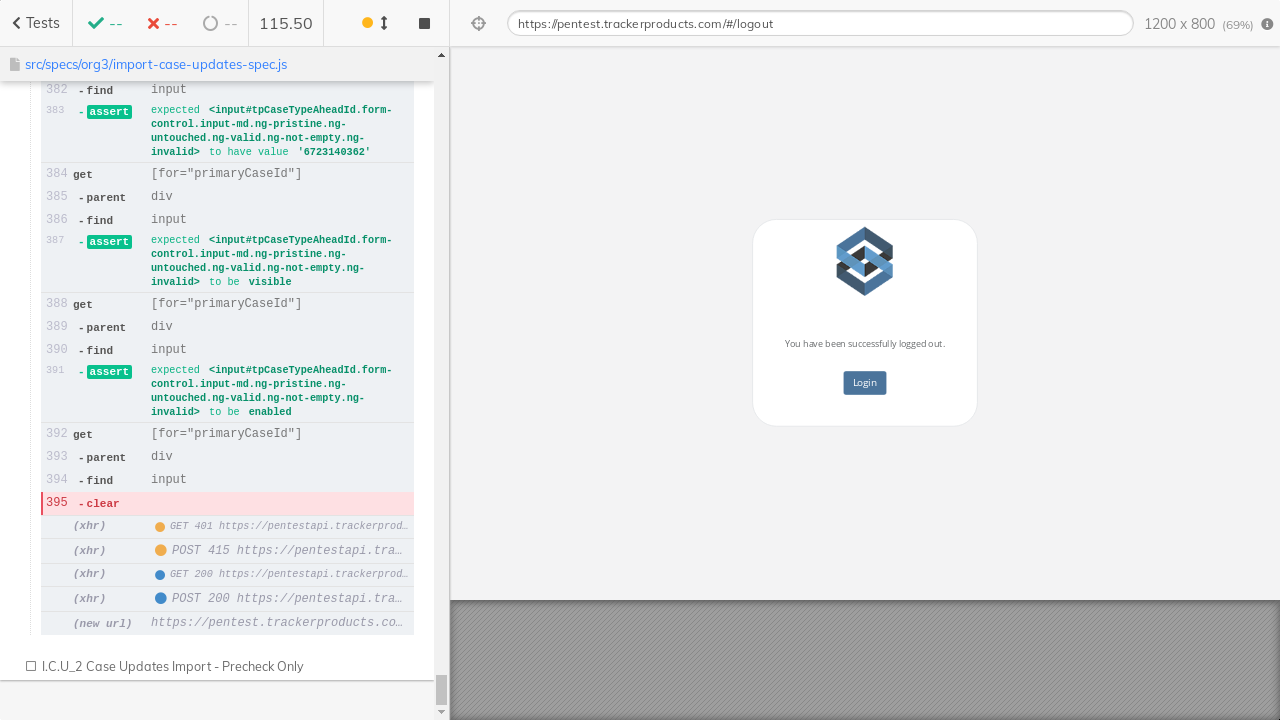 Tests -- -- -- 115.50
https://pentest.trackerproducts.com/#/logout 1200 x 800 (69%)
src/specs/org3/import-case-updates-spec.js
382 - find input
383 - assert expected <input#tpCaseTypeAheadId.form-
control.input-md.ng-pristine.ng-
untouched.ng-valid.ng-not-empty.ng-
invalid> to have value '6723140362'
384 get [for="primaryCaseId"]
385 - parent div
386 - find input
387 - assert expected <input#tpCaseTypeAheadId.form-
control.input-md.ng-pristine.ng-
untouched.ng-valid.ng-not-empty.ng-
invalid> to be visible
388 get [for="primaryCaseId"]
389 - parent div
390 - find input
391 - assert expected <input#tpCaseTypeAheadId.form-
control.input-md.ng-pristine.ng-
untouched.ng-valid.ng-not-empty.ng-
invalid> to be enabled
392 get [for="primaryCaseId"]
393 - parent div
394 - find input
395 - clear
(xhr) GET 401 https://pentestapi.trackerprod…
(xhr) POST 415 https://pentestapi.tra…
(xhr) GET 200 https://pentestapi.trackerprod…
(xhr) POST 200 https://pentestapi.tra…
(new url) https://pentest.trackerproducts.co…
I.C.U_2 Case Updates Import - Precheck Only
You have been successfully logged out.
Login